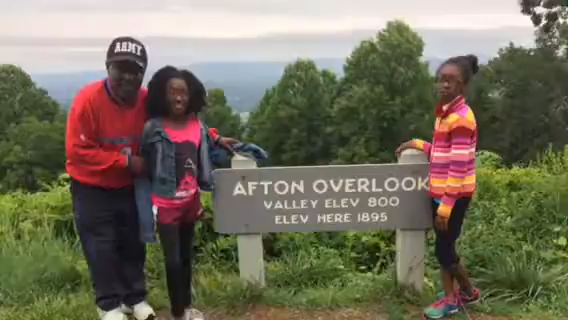 ARMY
AFTON OVERLOOK
VALLEY ELEV 800
ELEV HERE 1895